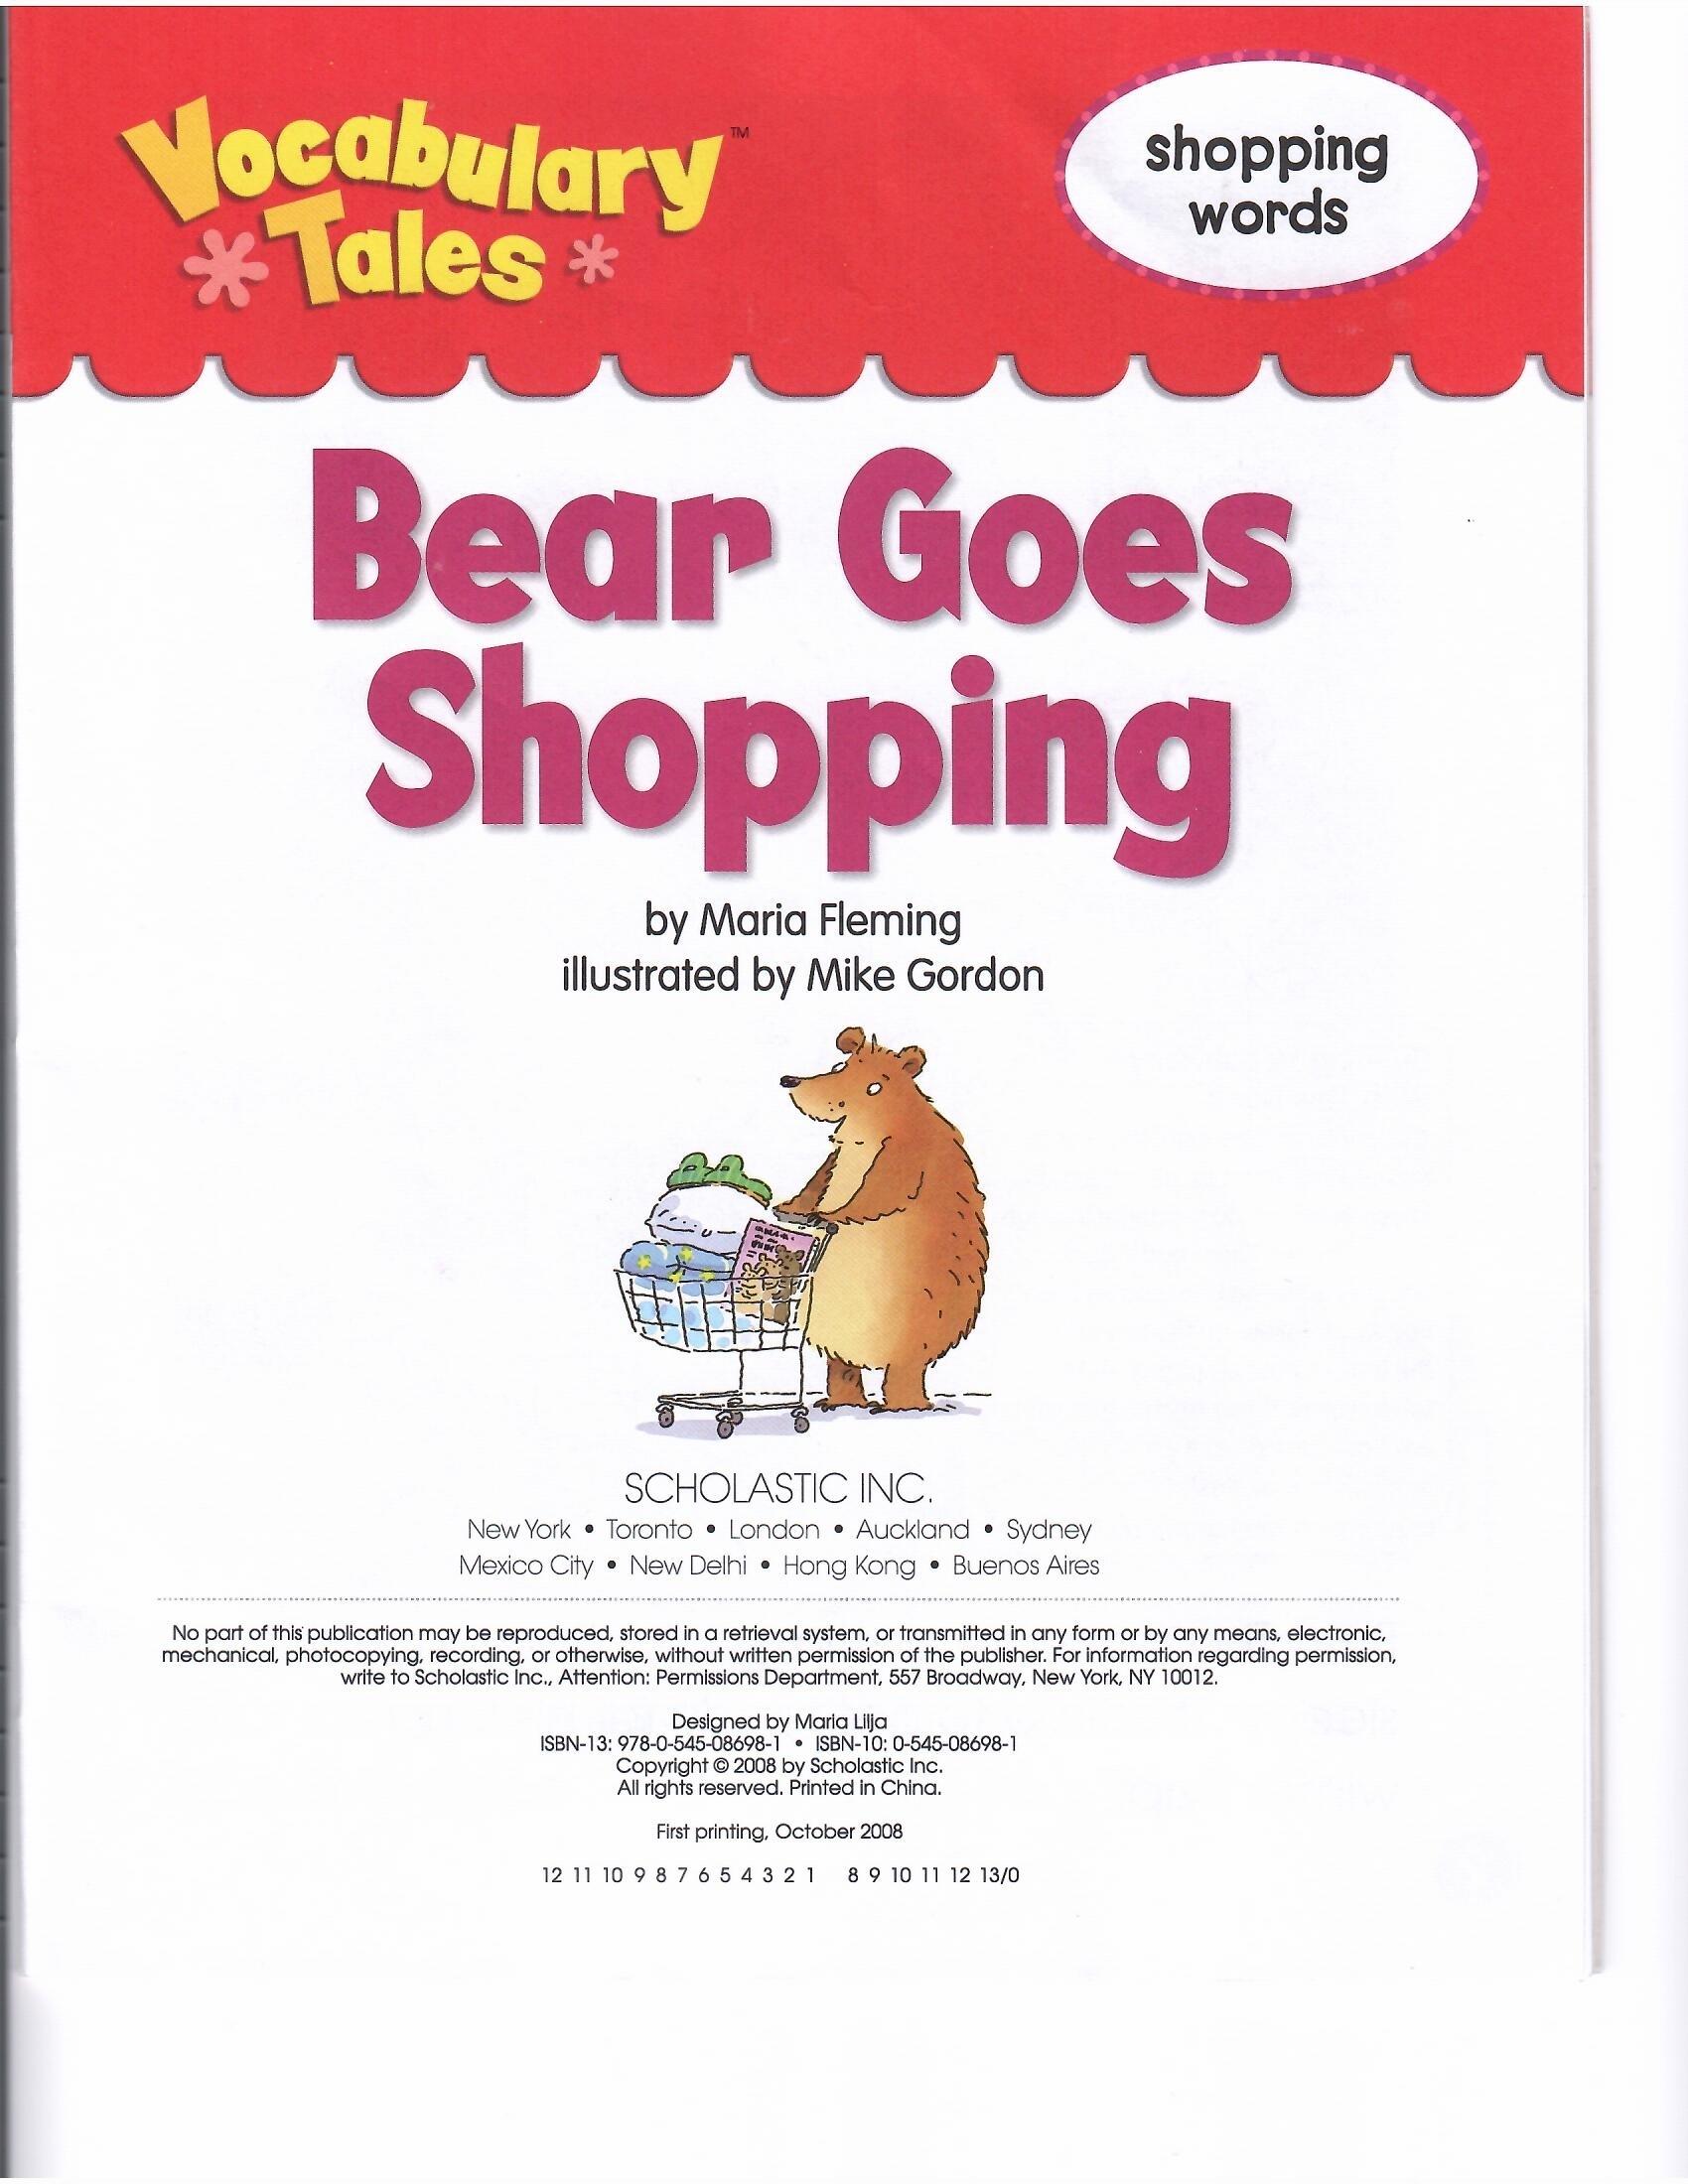 Vocabulary™
Tales
shopping
words
Bear Goes
Shopping
by Maria Fleming
illustrated by Mike Gordon
SCHOLASTIC INC.
New York • Toronto • London • Auckland • Sydney
Mexico City • New Delhi • Hong Kong • Buenos Aires
No part of this publication may be reproduced, stored in a retrieval system, or transmitted in any form or by any means, electronic,
mechanical, photocopying, recording, or otherwise, without written permission of the publisher. For information regarding permission,
write to Scholastic Inc., Attention: Permissions Department, 557 Broadway, New York, NY 10012.
Designed by Maria Lilja
ISBN-13: 978-0-545-08698-1 • ISBN-10: 0-545-08698-1
Copyright © 2008 by Scholastic Inc.
All rights reserved. Printed in China.
First printing, October 2008
12 11 10 9 8 7 6 5 4 3 2 1 8 9 10 11 12 13/0